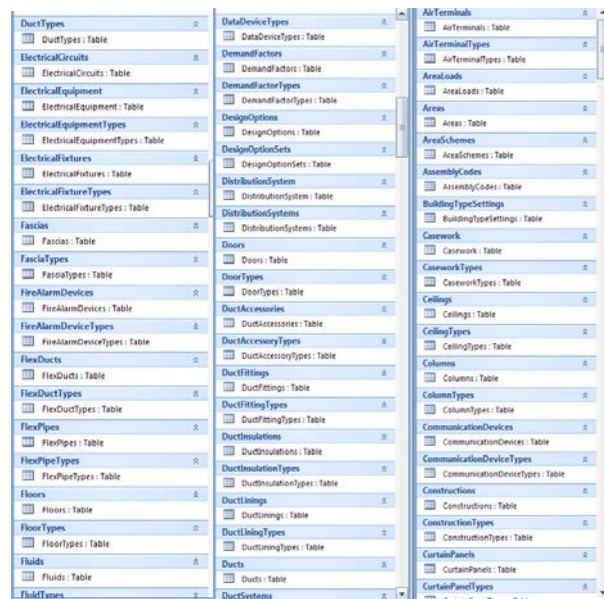 DuctTypes
DuctTypes : Table
ElectricalCircuits
ElectricalCircuits : Table
ElectricalEquipment
ElectricalEquipment : Table
ElectricalEquipmentTypes
ElectricalEquipmentTypes : Table
ElectricalFixtures
ElectricalFixtures : Table
ElectricalFixtureTypes
ElectricalFixtureTypes : Table
Fascias
Fascias : Table
FasciaTypes
FasciaTypes : Table
FireAlarmDevices
FireAlarmDevices : Table
FireAlarmDeviceTypes
FireAlarmDeviceTypes : Table
FlexDucts
FlexDucts : Table
FlexDuctTypes
FlexDuctTypes : Table
FlexPipes
FlexPipes : Table
FlexPipeTypes
FlexPipeTypes : Table
Floors
Floors : Table
FloorTypes
FloorTypes : Table
Fluids
Fluids : Table
FluidTypes
DataDeviceTypes
DataDeviceTypes : Table
DemandFactors
DemandFactors : Table
DemandFactorTypes
DemandFactorTypes : Table
DesignOptions
DesignOptions : Table
DesignOptionSets
DesignOptionSets : Table
DistributionSystem
DistributionSystem : Table
DistributionSystems
DistributionSystems : Table
Doors
Doors : Table
DoorTypes
DoorTypes : Table
DuctAccessories
DuctAccessories : Table
DuctAccessoryTypes
DuctAccessoryTypes : Table
DuctFittings
DuctFittings : Table
DuctFittingTypes
DuctFittingTypes : Table
DuctInsulations
DuctInsulations : Table
DuctInsulationTypes
DuctInsulationTypes : Table
DuctLinings
DuctLinings : Table
DuctLiningTypes
DuctLiningTypes : Table
Ducts
Ducts : Table
DuctSystems
AirTerminals
AirTerminals : Table
AirTerminalTypes
AirTerminalTypes : Table
AreaLoads
AreaLoads : Table
Areas
Areas : Table
AreaSchemes
AreaSchemes : Table
AssemblyCodes
AssemblyCodes : Table
BuildingTypeSettings
BuildingTypeSettings : Table
Casework
Casework : Table
CaseworkTypes
CaseworkTypes : Table
Ceilings
Ceilings : Table
CeilingTypes
CeilingTypes : Table
Columns
Columns : Table
ColumnTypes
ColumnTypes : Table
CommunicationDevices
CommunicationDevices : Table
CommunicationDeviceTypes
CommunicationDeviceTypes : Table
Constructions
Constructions : Table
ConstructionTypes
ConstructionTypes : Table
CurtainPanels
CurtainPanels : Table
CurtainPanelTypes